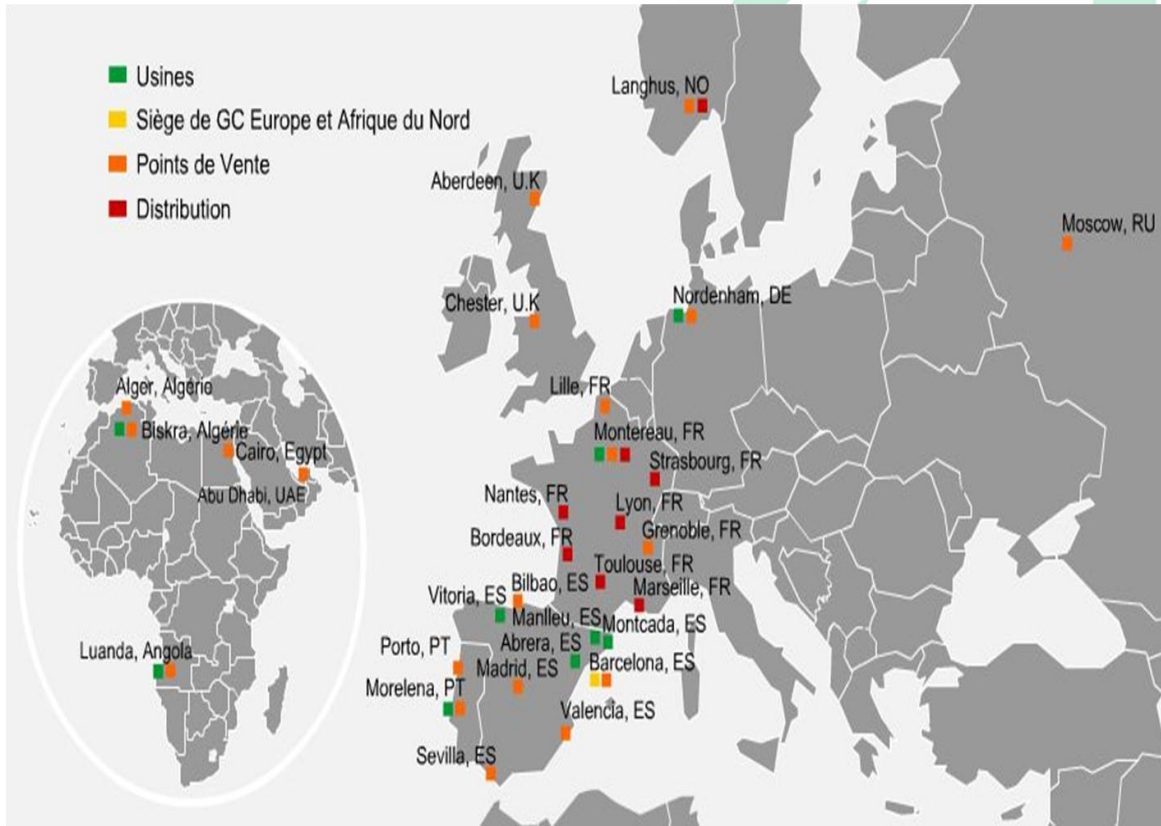 Usines
Siège de GC Europe et Afrique du Nord
Points de Vente
Distribution
Langhus, NO
Aberdeen, U.K
Moscow, RU
Chester, U.K
Nordenham, DE
Lille, FR
Montereau, FR
Strasbourg, FR
Nantes, FR
Lyon, FR
Bordeaux, FR
Grenoble, FR
Toulouse, FR
Bilbao, ES
Marseille, FR
Vitoria, ES
Manlleu, ES
Montcada, ES
Abrera, ES
Porto, PT
Madrid, ES
Barcelona, ES
Morelena, PT
Valencia, ES
Sevilla, ES
Alger, Algérie
Biskra, Algérie
Cairo, Egypt
Abu Dhabi, UAE
Luanda, Angola